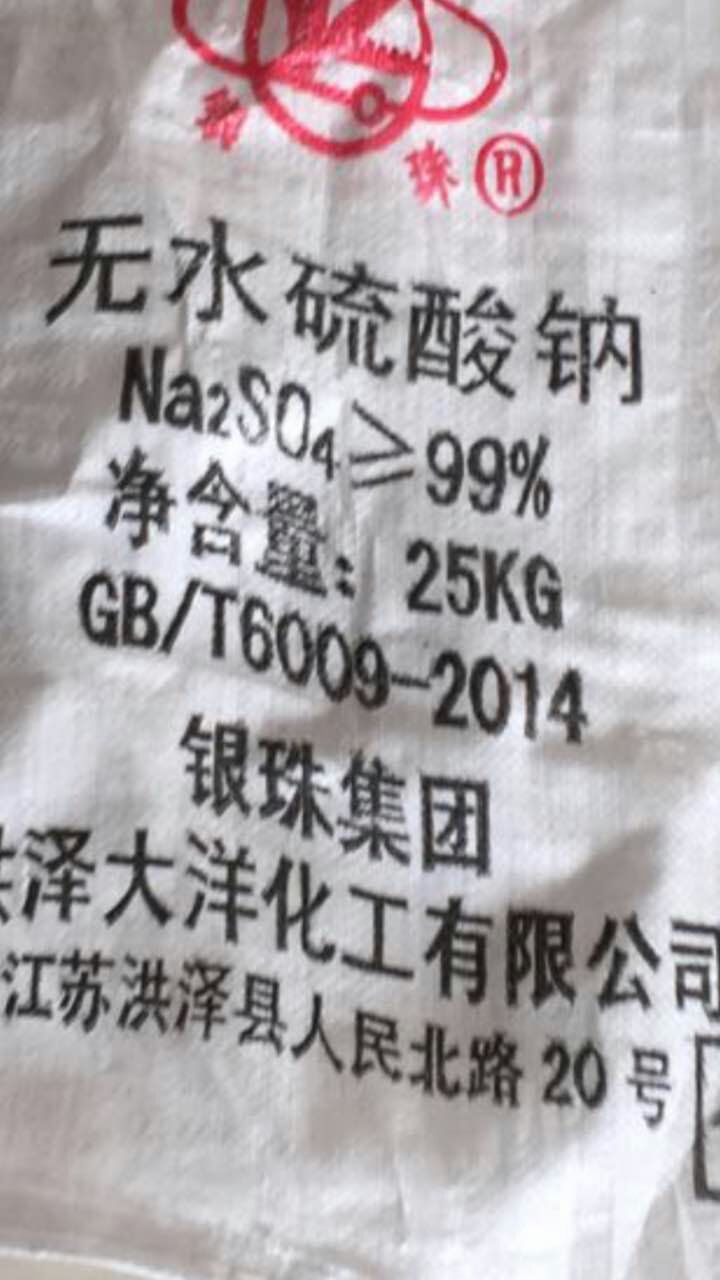 珠 ®
无水硫酸钠
Na₂SO₄≥99%
净含量：25KG
GB/T6009-2014
银珠集团
洪泽大洋化工有限公司
江苏洪泽县人民北路20号